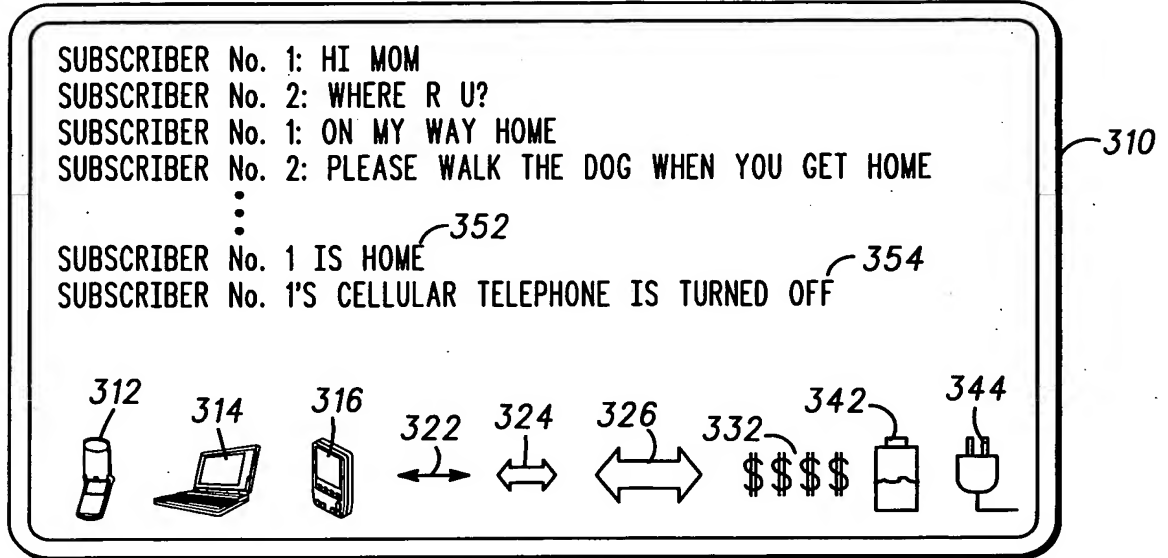 SUBSCRIBER No. 1: HI MOM
SUBSCRIBER No. 2: WHERE R U?
SUBSCRIBER No. 1: ON MY WAY HOME
310
SUBSCRIBER No. 2: PLEASE WALK THE DOG WHEN YOU GET HOME
352
SUBSCRIBER No. 1 IS HOME
354
SUBSCRIBER No. 1'S CELLULAR TELEPHONE IS TURNED OFF
312 314 316 322 324 326 332 342 344
$$$$